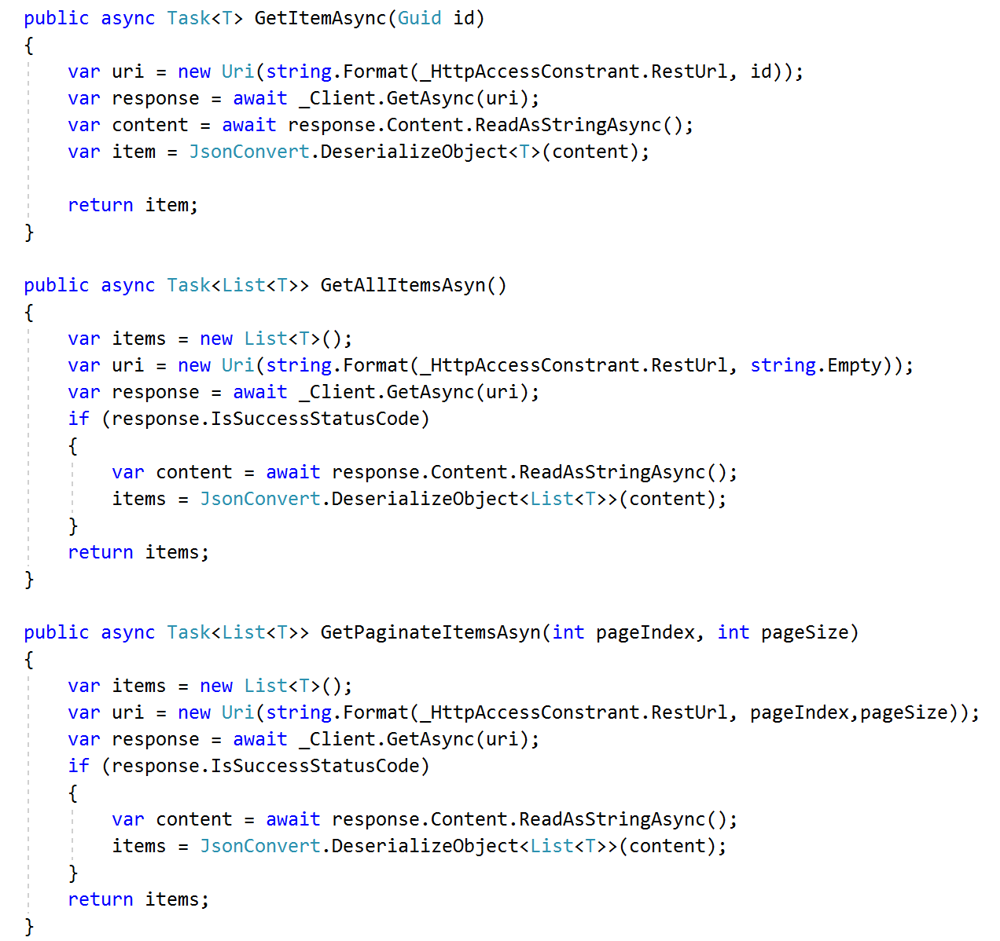 public async Task<T> GetItemAsync(Guid id)
{
    var uri = new Uri(string.Format(_HttpAccessConstrant.RestUrl, id));
    var response = await _Client.GetAsync(uri);
    var content = await response.Content.ReadAsStringAsync();
    var item = JsonConvert.DeserializeObject<T>(content);

    return item;
}

public async Task<List<T>> GetAllItemsAsyn()
{
    var items = new List<T>();
    var uri = new Uri(string.Format(_HttpAccessConstrant.RestUrl, string.Empty));
    var response = await _Client.GetAsync(uri);
    if (response.IsSuccessStatusCode)
    {
        var content = await response.Content.ReadAsStringAsync();
        items = JsonConvert.DeserializeObject<List<T>>(content);
    }
    return items;
}

public async Task<List<T>> GetPaginateItemsAsyn(int pageIndex, int pageSize)
{
    var items = new List<T>();
    var uri = new Uri(string.Format(_HttpAccessConstrant.RestUrl, pageIndex,pageSize));
    var response = await _Client.GetAsync(uri);
    if (response.IsSuccessStatusCode)
    {
        var content = await response.Content.ReadAsStringAsync();
        items = JsonConvert.DeserializeObject<List<T>>(content);
    }
    return items;
}